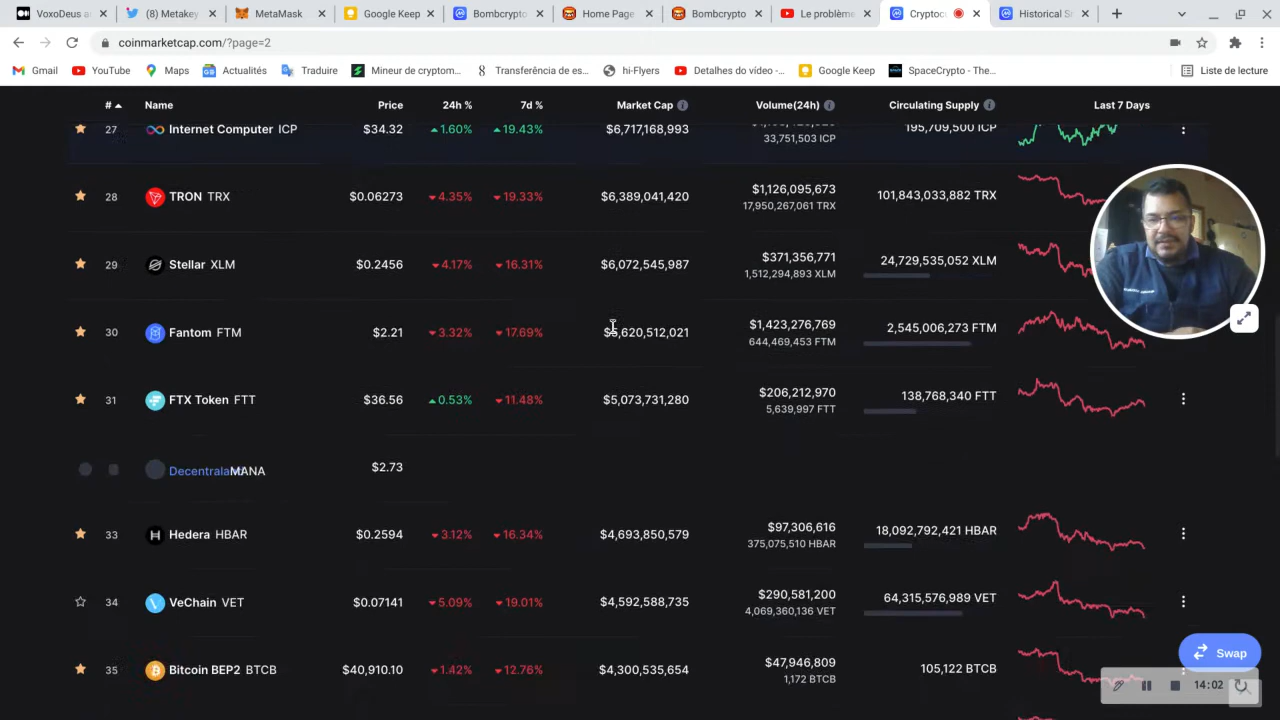 VoxoDeus an
(8) Metakey
MetaMask
Google Keep
Bombcrypto
Home Page
Bombcrypto
Le problème
Cryptocu
Historical S
coinmarketcap.com/?page=2
Gmail YouTube Maps Actualités Traduire Mineur de cryptom... Transferência de es... hi-Flyers Detalhes do vídeo -... Google Keep SpaceCrypto - The... Liste de lecture
# Name Price 24h % 7d % Market Cap Volume(24h) Circulating Supply Last 7 Days
27 Internet Computer ICP $34.32 1.60% 19.43% $6,717,168,993 195,709,500 ICP
33,751,503 ICP
28 TRON TRX $0.06273 4.35% 19.33% $6,389,041,420 $1,126,095,673 101,843,033,882 TRX
17,950,267,061 TRX
29 Stellar XLM $0.2456 4.17% 16.31% $6,072,545,987 $371,356,771 24,729,535,052 XLM
1,512,294,893 XLM
30 Fantom FTM $2.21 3.32% 17.69% $5,620,512,021 $1,423,276,769 2,545,006,273 FTM
644,469,453 FTM
31 FTX Token FTT $36.56 0.53% 11.48% $5,073,731,280 $206,212,970 138,768,340 FTT
5,639,997 FTT
Decentraland MANA $2.73
33 Hedera HBAR $0.2594 3.12% 16.34% $4,693,850,579 $97,306,616 18,092,792,421 HBAR
375,075,510 HBAR
34 VeChain VET $0.07141 5.09% 19.01% $4,592,588,735 $290,581,200 64,315,576,989 VET
4,069,360,136 VET
35 Bitcoin BEP2 BTCB $40,910.10 1.42% 12.76% $4,300,535,654 $47,946,809 105,122 BTCB
1,172 BTCB
Swap
14:02